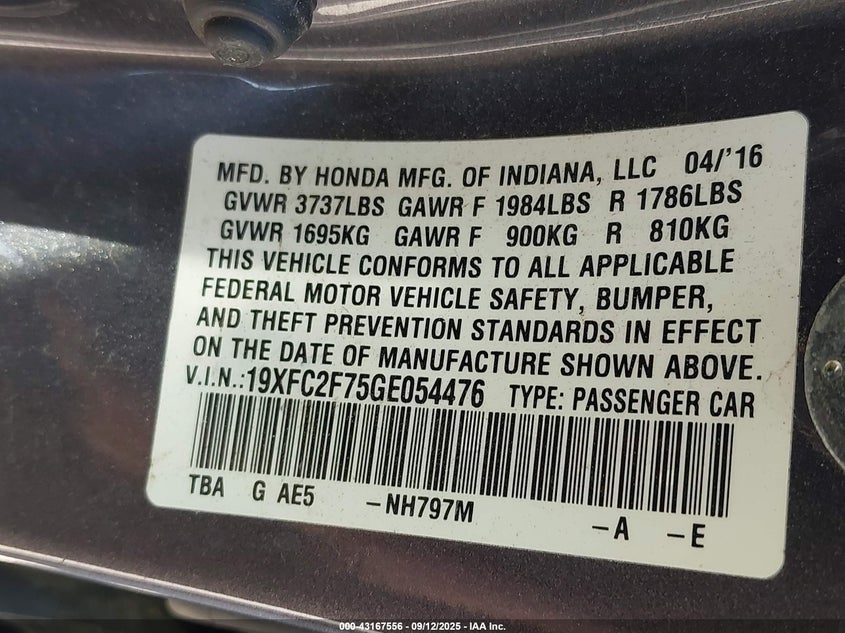 MFD. BY HONDA MFG. OF INDIANA, LLC 04/'16
GVWR 3737LBS GAWR F 1984LBS R 1786LBS
GVWR 1695KG GAWR F 900KG R 810KG
THIS VEHICLE CONFORMS TO ALL APPLICABLE
FEDERAL MOTOR VEHICLE SAFETY, BUMPER,
AND THEFT PREVENTION STANDARDS IN EFFECT
ON THE DATE OF MANUFACTURE SHOWN ABOVE.
V.I.N.:19XFC2F75GE054476 TYPE: PASSENGER CAR
TBA G AE5 -NH797M -A -E
000-43167556 - 09/12/2025 - IAA Inc.